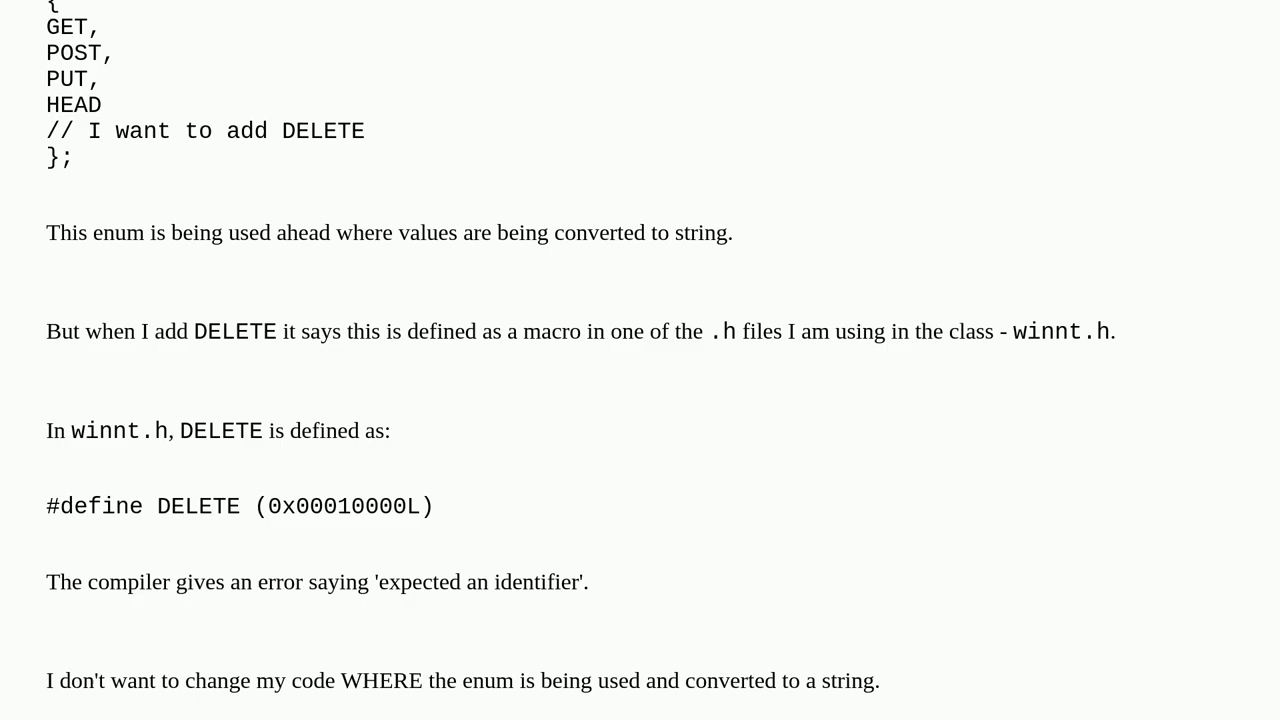 {
GET,
POST,
PUT,
HEAD
// I want to add DELETE
};
This enum is being used ahead where values are being converted to string.
But when I add DELETE it says this is defined as a macro in one of the .h files I am using in the class - winnt.h.
In winnt.h, DELETE is defined as:
#define DELETE (0x00010000L)
The compiler gives an error saying 'expected an identifier'.
I don't want to change my code WHERE the enum is being used and converted to a string.